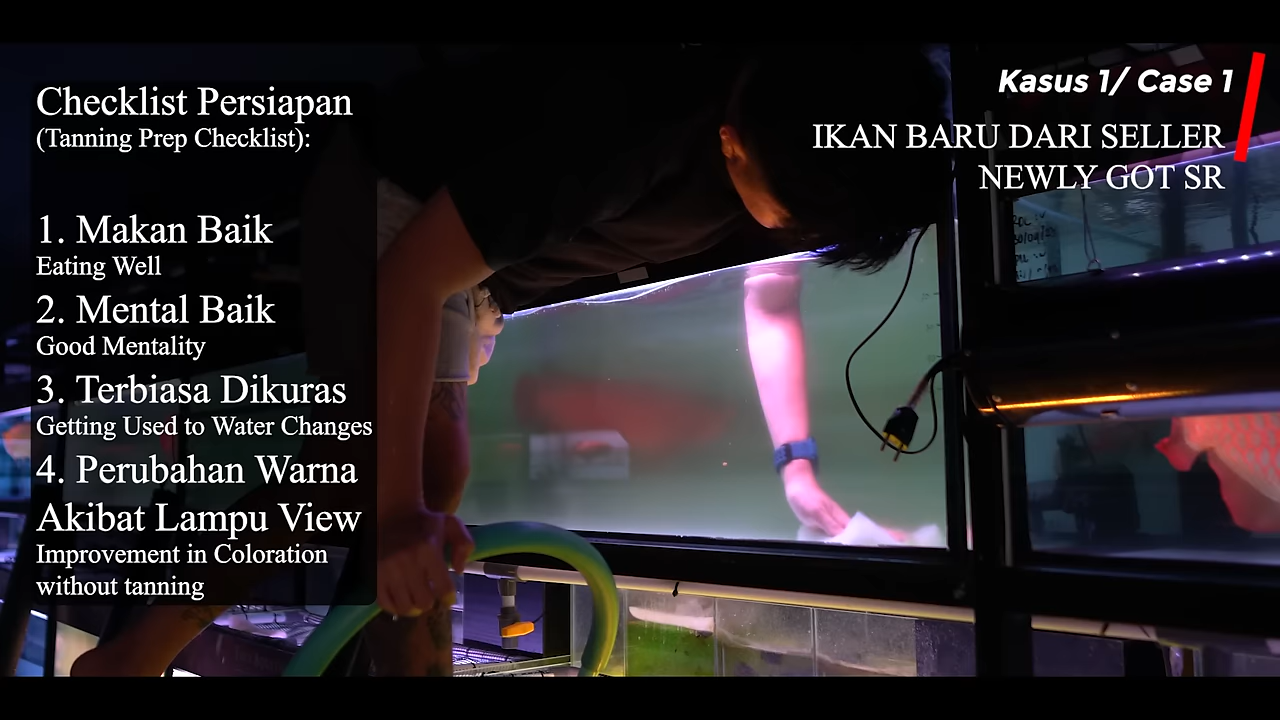 Checklist Persiapan
(Tanning Prep Checklist):
1. Makan Baik
Eating Well
2. Mental Baik
Good Mentality
3. Terbiasa Dikuras
Getting Used to Water Changes
4. Perubahan Warna
Akibat Lampu View
Improvement in Coloration
without tanning
Kasus 1/ Case 1
IKAN BARU DARI SELLER
NEWLY GOT SR